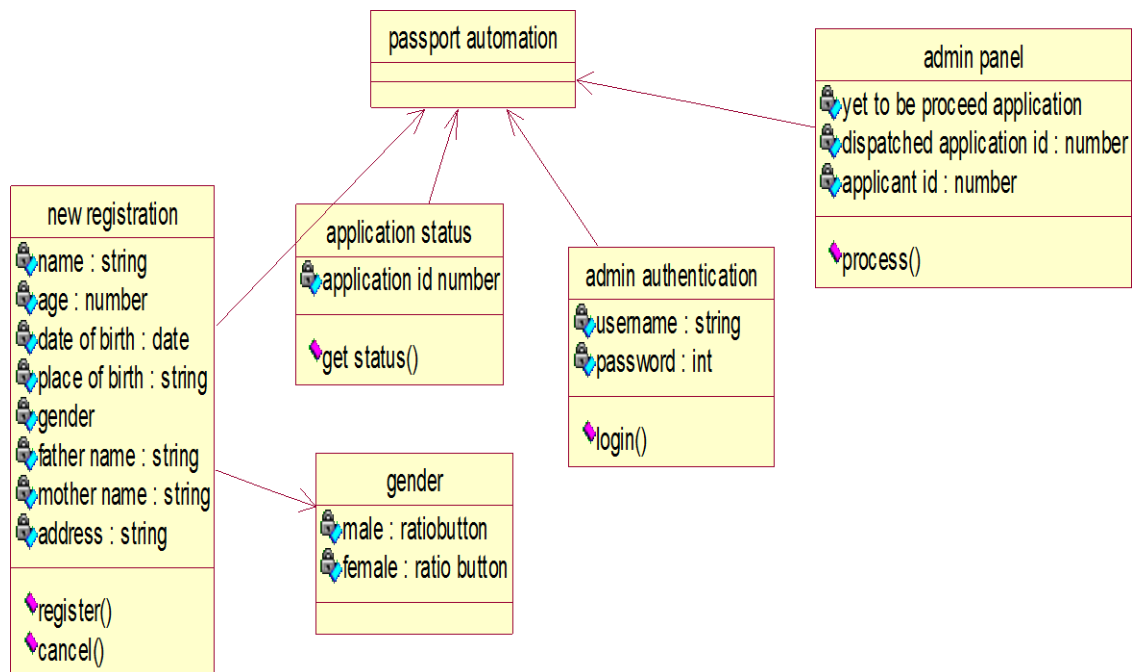 passport automation
admin panel
yet to be proceed application
dispatched application id : number
applicant id : number
process()
new registration
name : string
age : number
date of birth : date
place of birth : string
gender
father name : string
mother name : string
address : string
register()
cancel()
application status
application id number
get status()
admin authentication
username : string
password : int
login()
gender
male : ratiobutton
female : ratio button